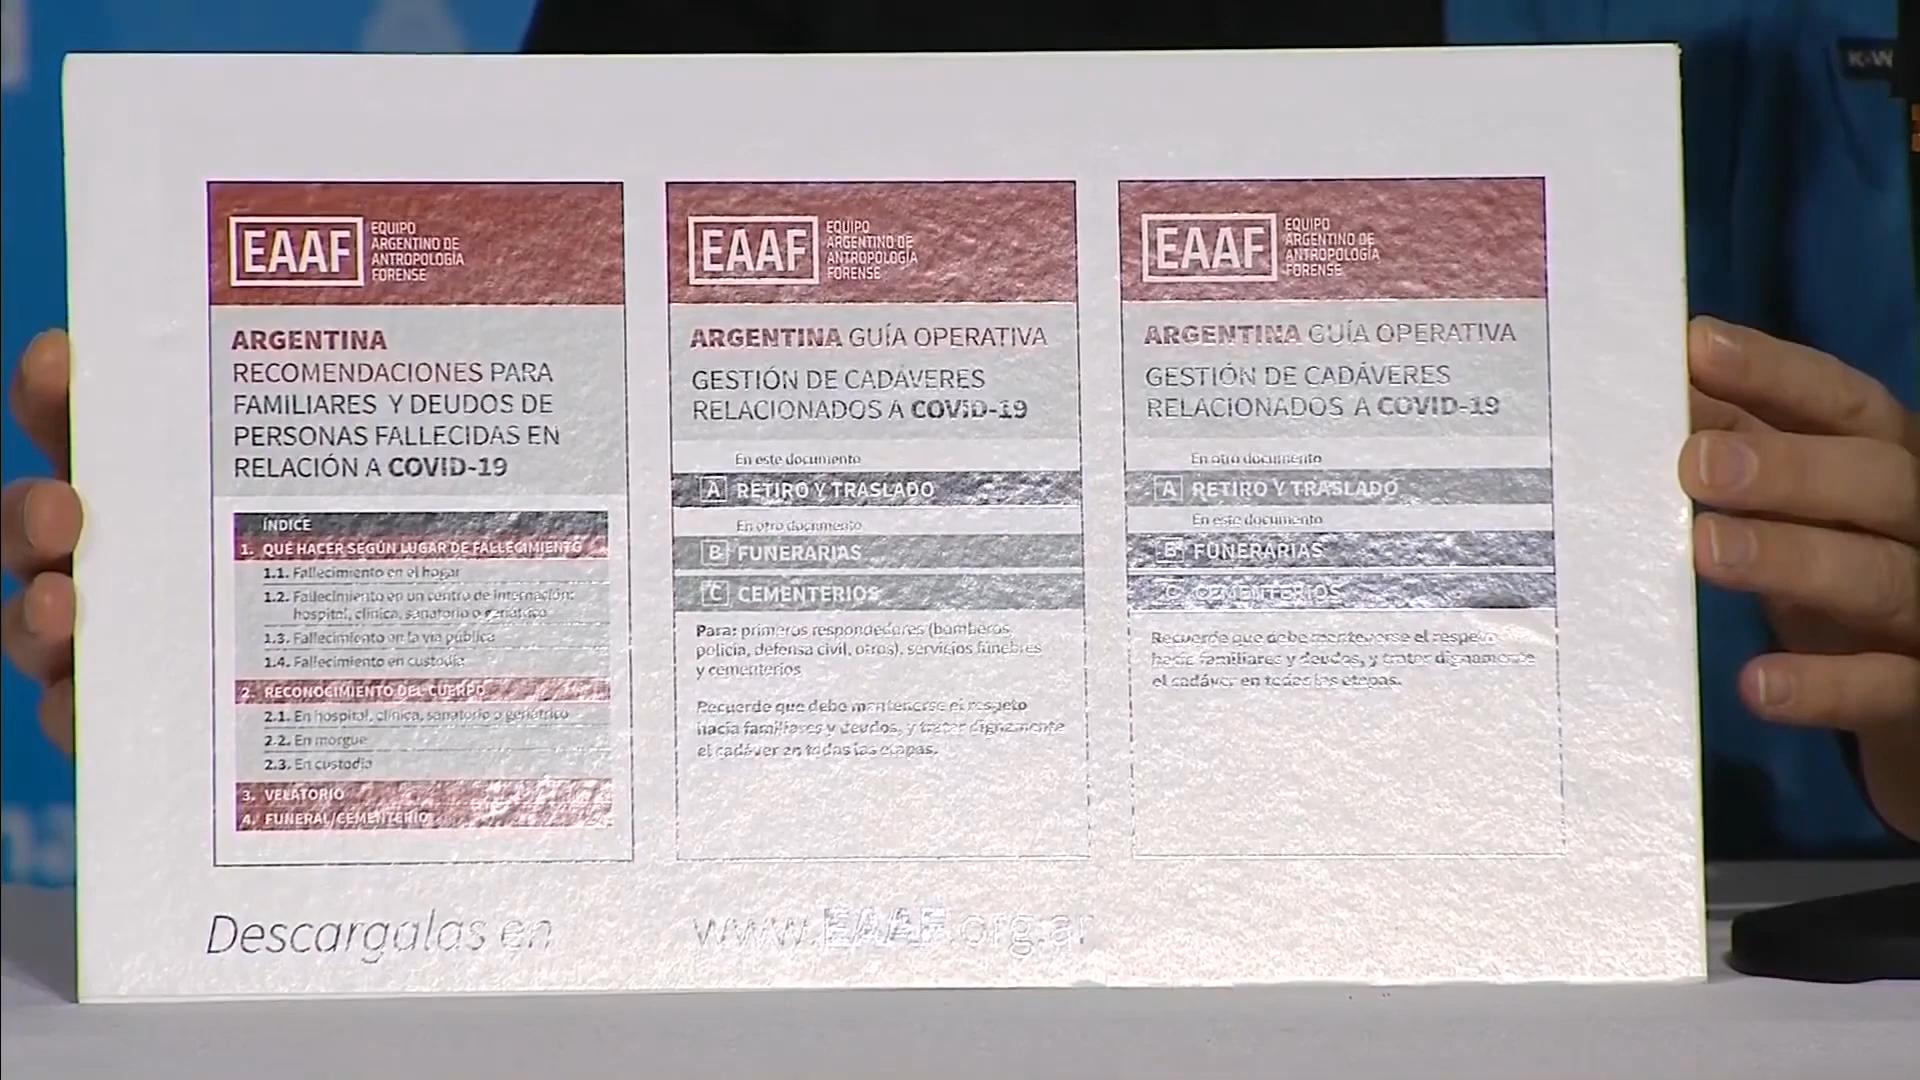 EAAF
EQUIPO
ARGENTINO DE
ANTROPOLOGÍA
FORENSE
ARGENTINA
RECOMENDACIONES PARA
FAMILIARES Y DEUDOS DE
PERSONAS FALLECIDAS EN
RELACIÓN A COVID-19
ÍNDICE
1. QUÉ HACER SEGÚN LUGAR DE FALLECIMIENTO
1.1. Fallecimiento en el hogar
1.2. Fallecimiento en un centro de internación:
hospital, clínica, sanatorio o geriátrico
1.3. Fallecimiento en la vía pública
1.4. Fallecimiento en custodia
2. RECONOCIMIENTO DEL CUERPO
2.1. En hospital, clínica, sanatorio o geriátrico
2.2. En morgue
2.3. En custodia
3. VELATORIO
4. FUNERAL/CEMENTERIO
EAAF
EQUIPO
ARGENTINO DE
ANTROPOLOGÍA
FORENSE
ARGENTINA GUÍA OPERATIVA
GESTIÓN DE CADÁVERES
RELACIONADOS A COVID-19
En este documento
A RETIRO Y TRASLADO
En otro documento
B FUNERARIAS
C CEMENTERIOS
Para: primeros respondedores (bomberos,
policía, defensa civil, otros), servicios fúnebres
y cementerios
Recuerde que debe mantenerse el respeto
hacia familiares y deudos, y tratar dignamente
el cadáver en todas las etapas.
EAAF
EQUIPO
ARGENTINO DE
ANTROPOLOGÍA
FORENSE
ARGENTINA GUÍA OPERATIVA
GESTIÓN DE CADÁVERES
RELACIONADOS A COVID-19
En otro documento
A RETIRO Y TRASLADO
En este documento
B FUNERARIAS
C CEMENTERIOS
Recuerde que debe mantenerse el respeto
hacia familiares y deudos, y tratar dignamente
el cadáver en todas las etapas.
Descargalas en www.EAAF.org.ar
K-W